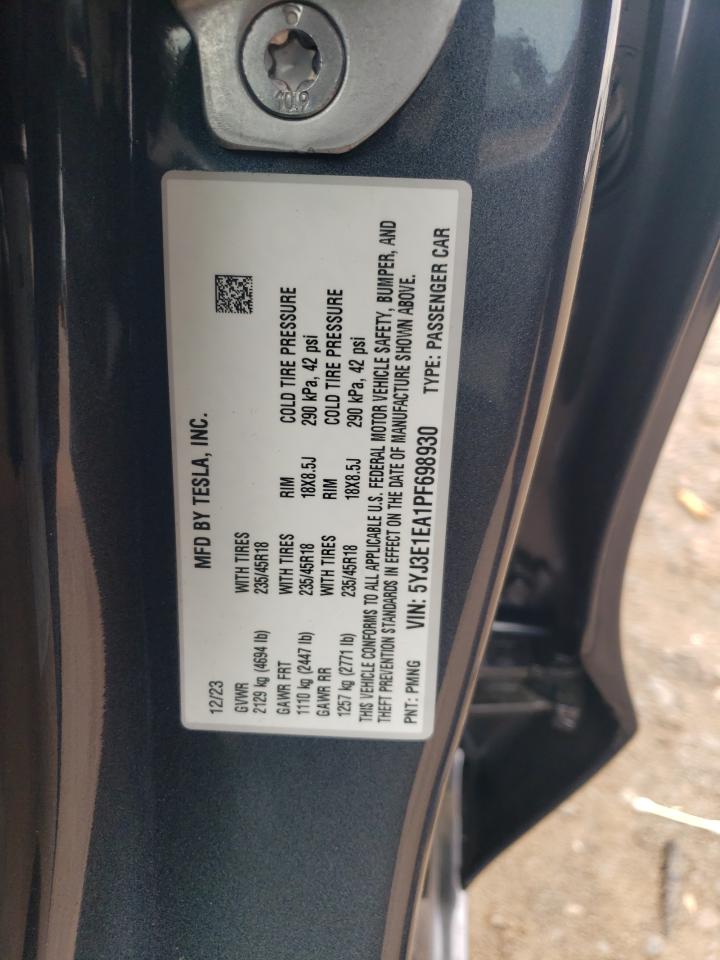 10.9
MFD BY TESLA, INC.
12/23
GVWR WITH TIRES
2129 kg (4694 lb) 235/45R18
GAWR FRT WITH TIRES RIM COLD TIRE PRESSURE
1110 kg (2447 lb) 235/45R18 18X8.5J 290 kPa, 42 psi
GAWR RR WITH TIRES RIM COLD TIRE PRESSURE
1257 kg (2771 lb) 235/45R18 18X8.5J 290 kPa, 42 psi
THIS VEHICLE CONFORMS TO ALL APPLICABLE U.S. FEDERAL MOTOR VEHICLE SAFETY, BUMPER, AND
THEFT PREVENTION STANDARDS IN EFFECT ON THE DATE OF MANUFACTURE SHOWN ABOVE.
PNT: PMNG VIN: 5YJ3E1EA1PF698930 TYPE: PASSENGER CAR